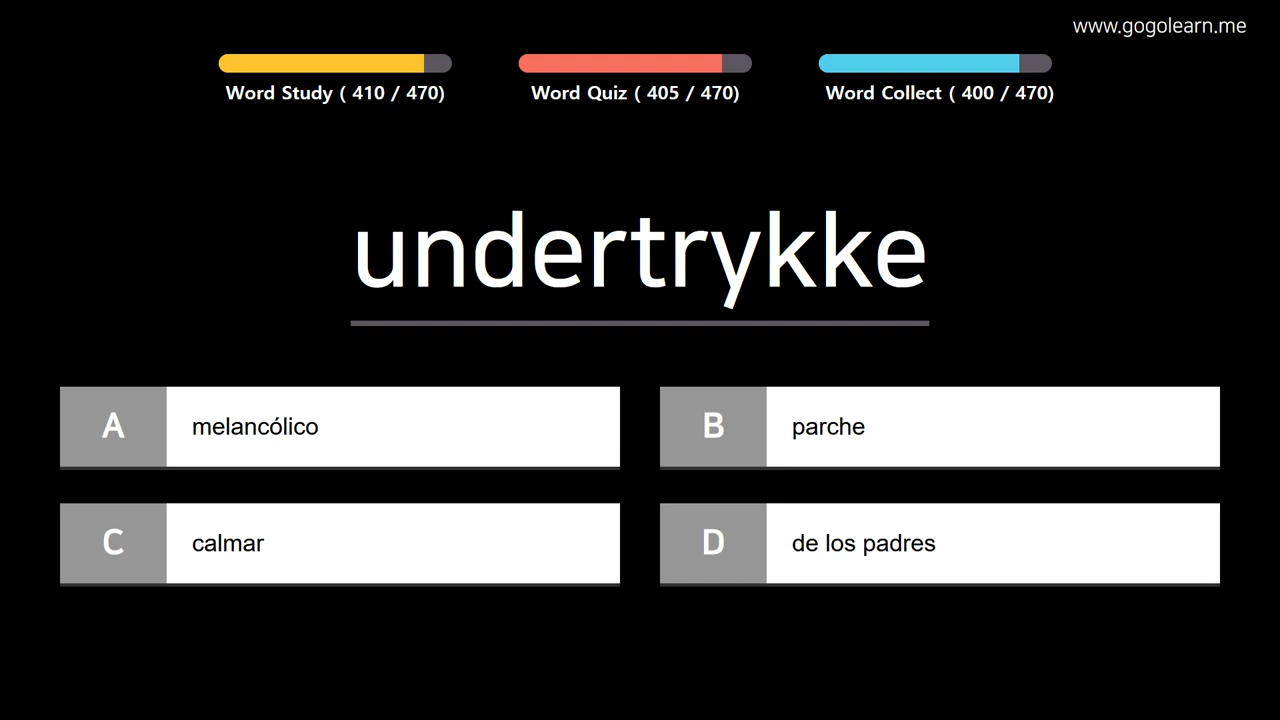 www.gogolearn.me
Word Study ( 410 / 470)
Word Quiz ( 405 / 470)
Word Collect ( 400 / 470)
undertrykke
A melancólico
B parche
C calmar
D de los padres